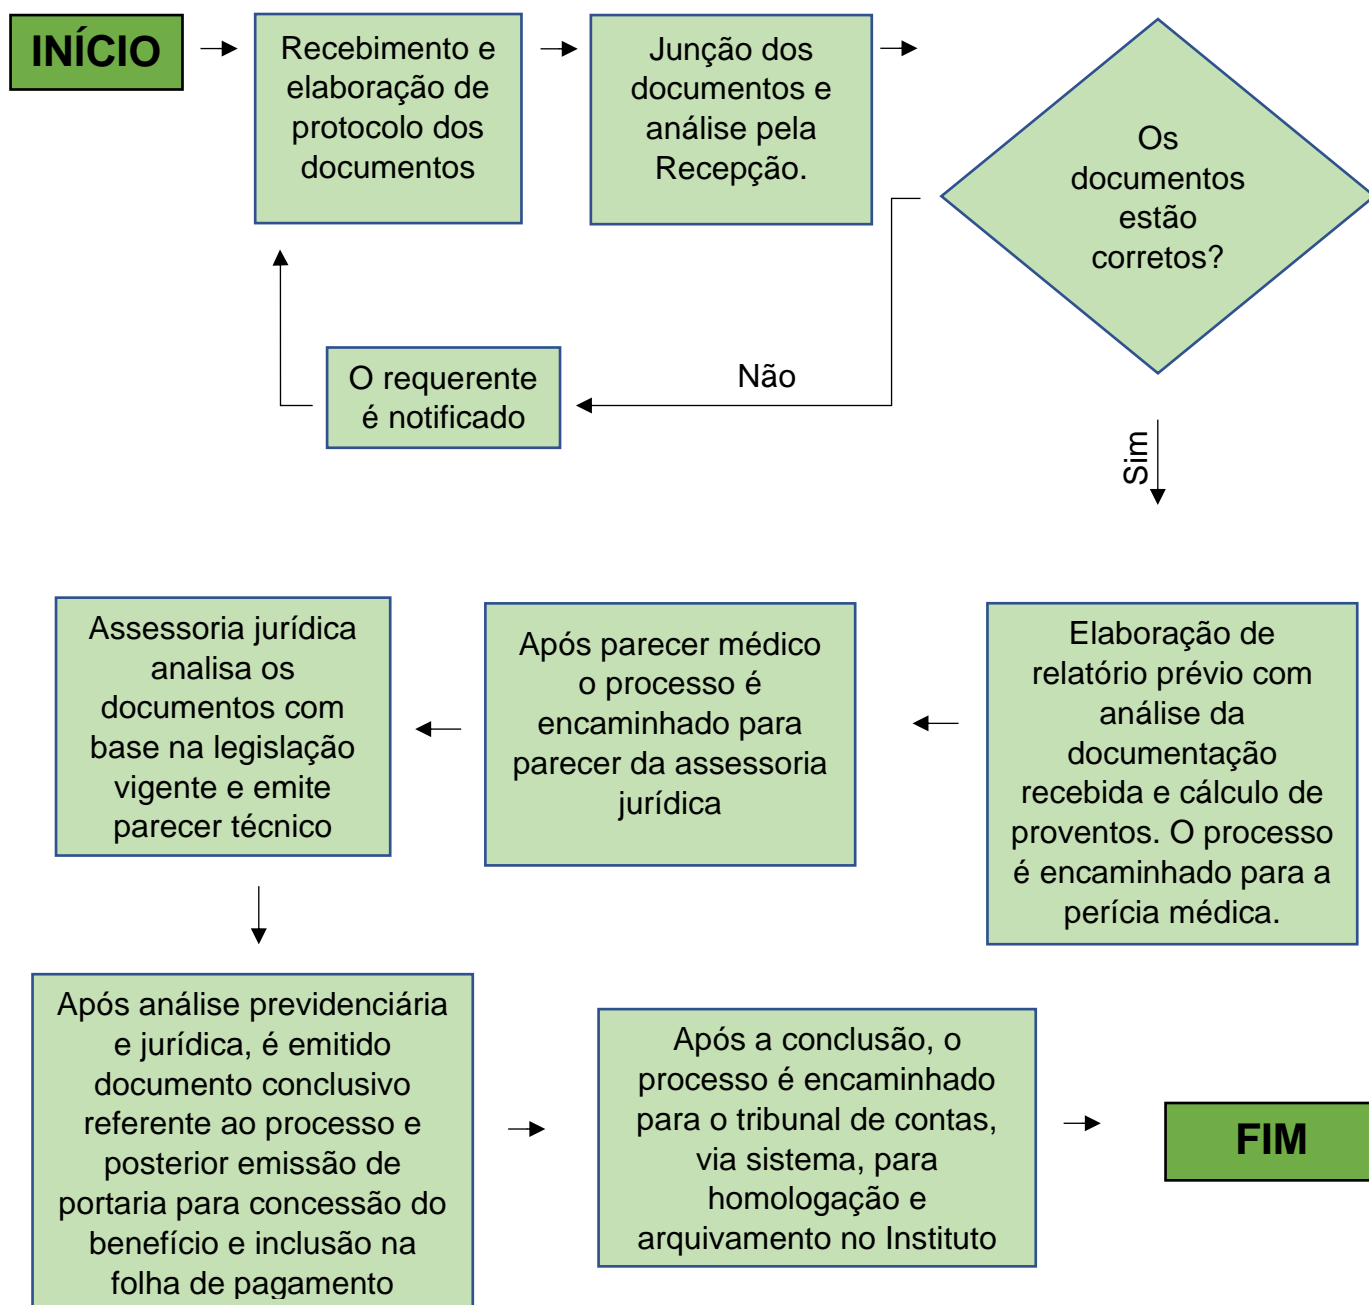 INÍCIO
Recebimento e
elaboração de
protocolo dos
documentos
Junção dos
documentos e
análise pela
Recepção.
Os
documentos
estão
corretos?
Não
O requerente
é notificado
Sim
Elaboração de
relatório prévio com
análise da
documentação
recebida e cálculo de
proventos. O processo
é encaminhado para a
perícia médica.
Após parecer médico
o processo é
encaminhado para
parecer da assessoria
jurídica
Assessoria jurídica
analisa os
documentos com
base na legislação
vigente e emite
parecer técnico
Após análise previdenciária
e jurídica, é emitido
documento conclusivo
referente ao processo e
posterior emissão de
portaria para concessão do
benefício e inclusão na
folha de pagamento
Após a conclusão, o
processo é encaminhado
para o tribunal de contas,
via sistema, para
homologação e
arquivamento no Instituto
FIM